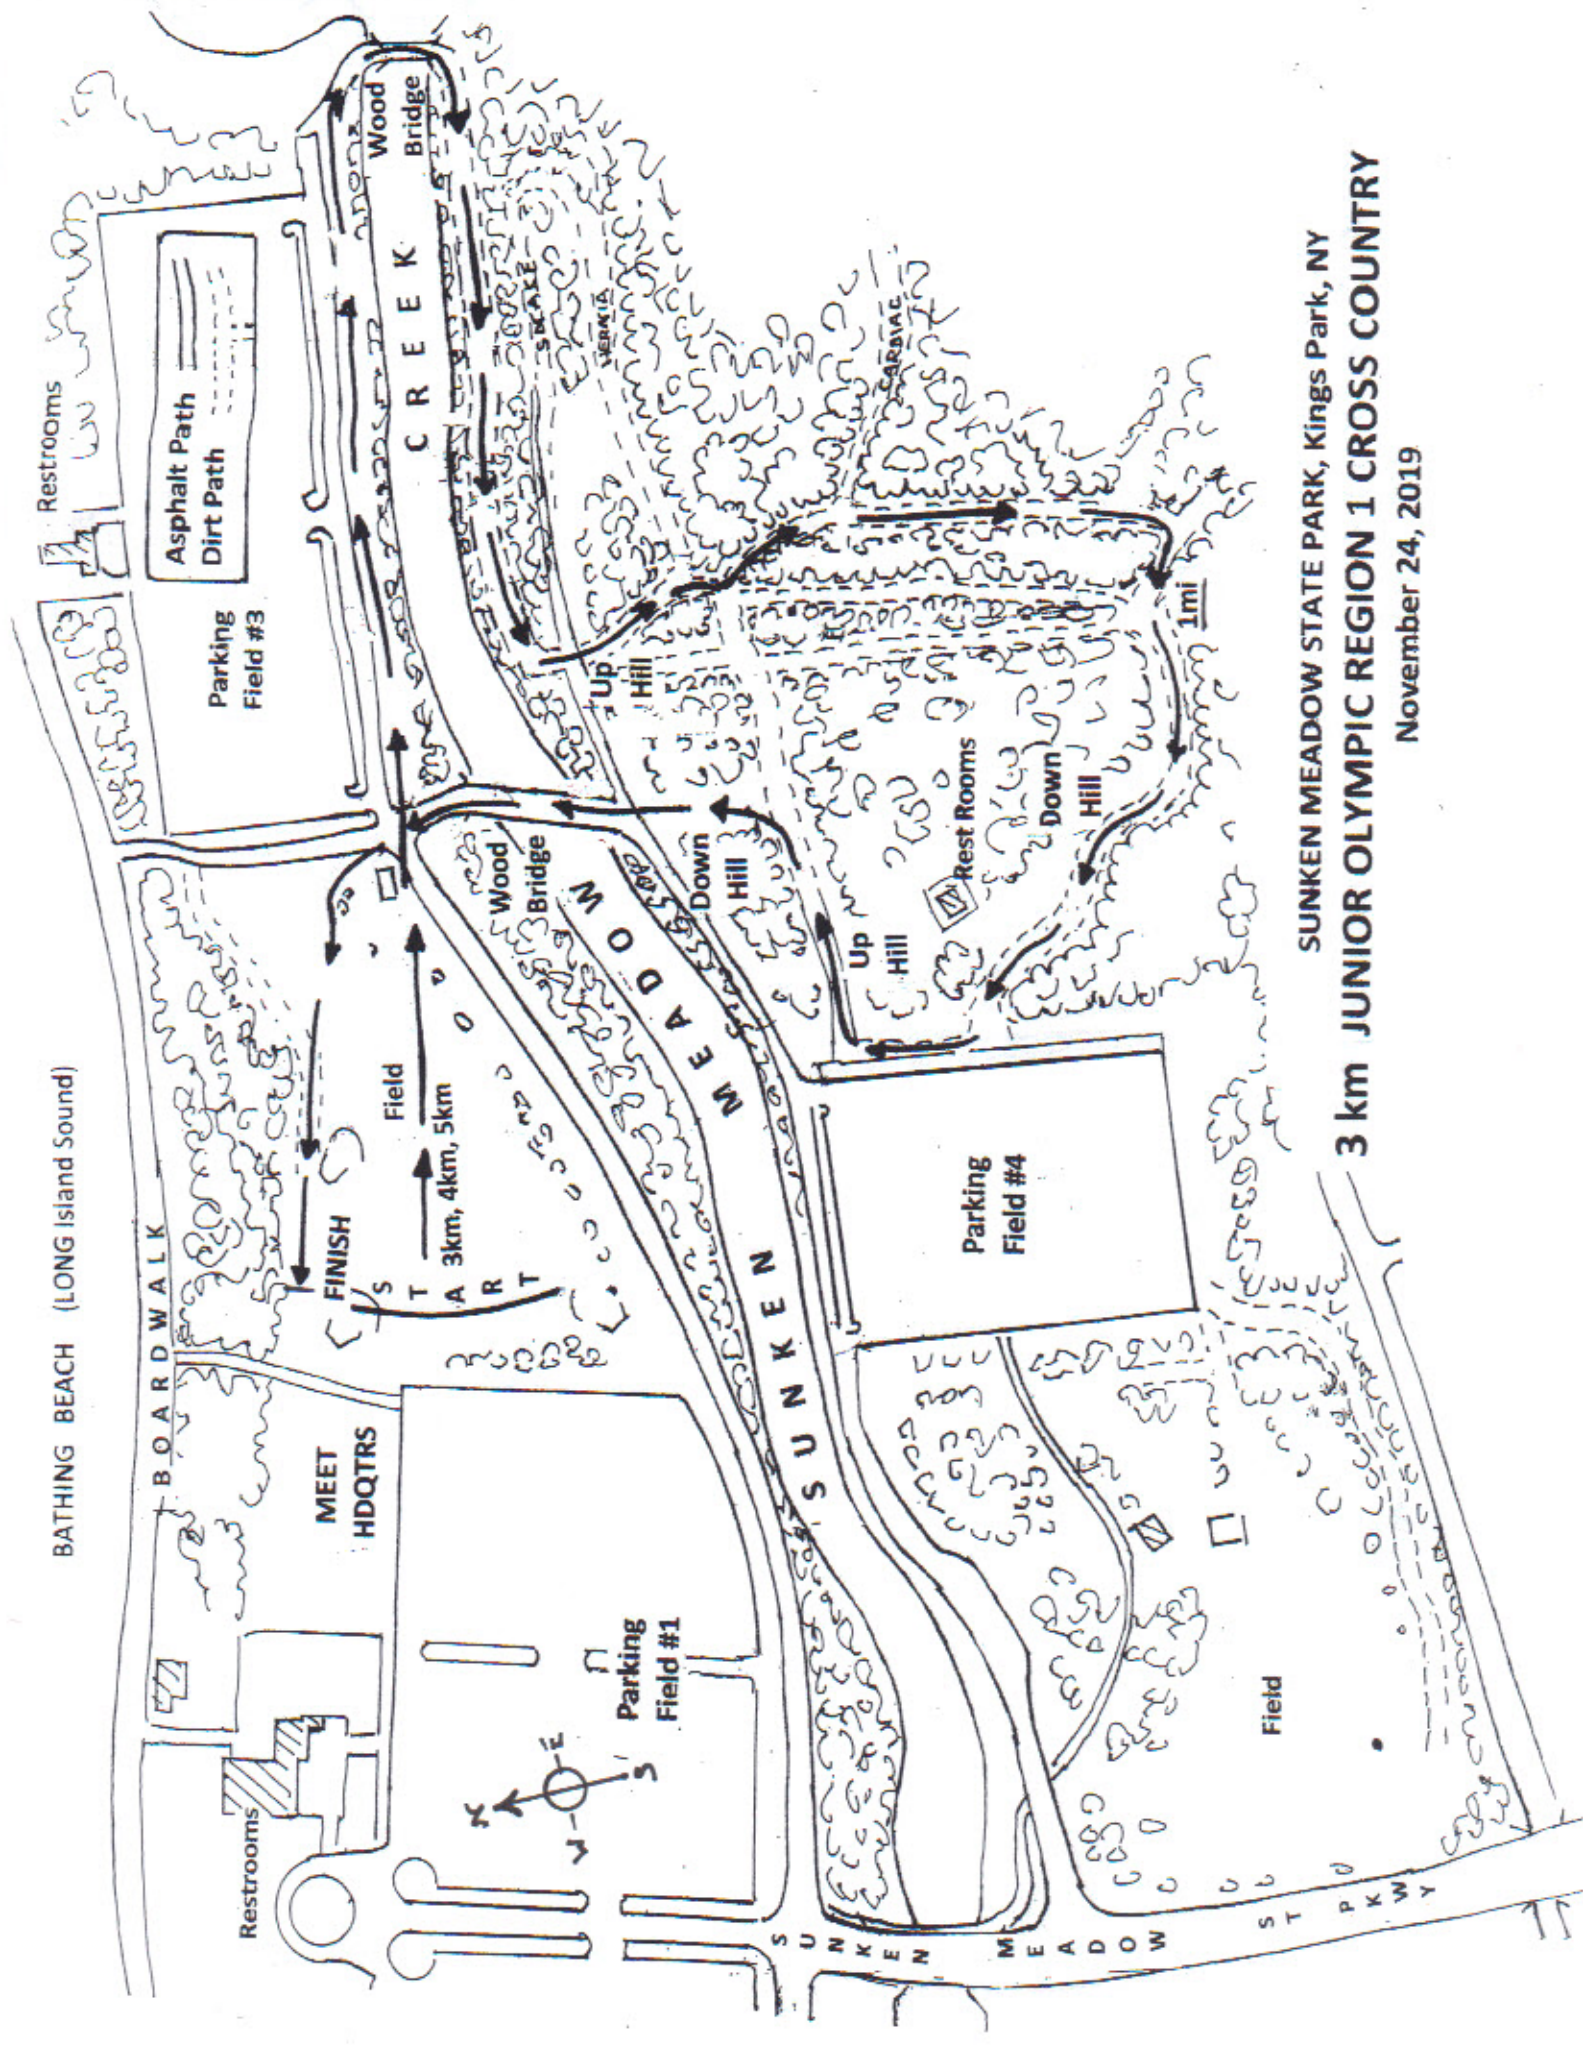 BATHING BEACH (LONG Island Sound)
Restrooms
BOARDWALK
Asphalt Path
Dirt Path
Parking
Field #3
Restrooms
MEET
HDQTRS
FINISH
START
Field
3km, 4km, 5km
Wood
Bridge
CREEK
N
W E
S
Parking
Field #1
Wood
Bridge
HERNIA
Up
Hill
SUNKEN MEADOW
Down
Hill
CARDIAC
Up
Hill
Rest Rooms
Parking
Field #4
Down
Hill
1mi
SUNKEN MEADOW ST PKWY
Field
SUNKEN MEADOW STATE PARK, Kings Park, NY
3 km JUNIOR OLYMPIC REGION 1 CROSS COUNTRY
November 24, 2019